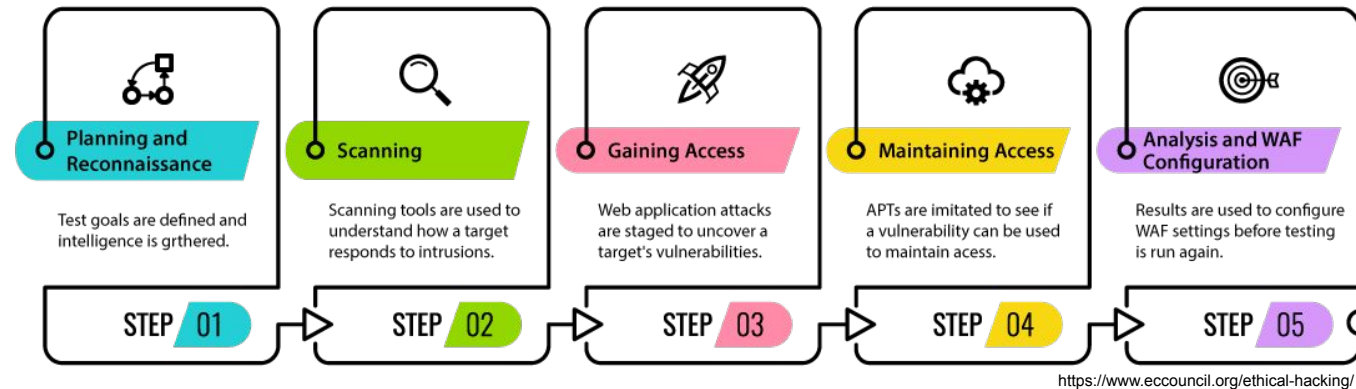 Planning and
Reconnaissance
Test goals are defined and
intelligence is grthered.
STEP 01
Scanning
Scanning tools are used to
understand how a target
responds to intrusions.
STEP 02
Gaining Access
Web application attacks
are staged to uncover a
target's vulnerabilities.
STEP 03
Maintaining Access
APTs are imitated to see if
a vulnerability can be used
to maintain acess.
STEP 04
Analysis and WAF
Configuration
Results are used to configure
WAF settings before testing
is run again.
STEP 05
https://www.eccouncil.org/ethical-hacking/